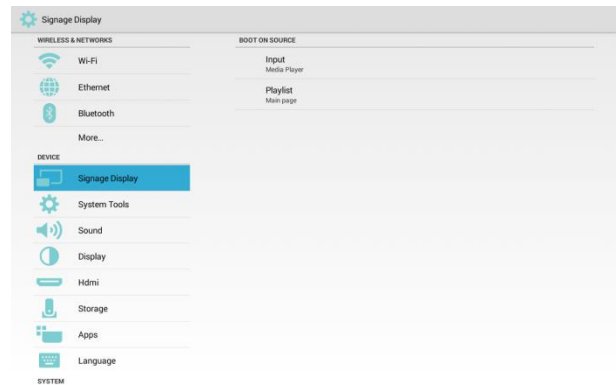 Signage Display
WIRELESS & NETWORKS
Wi-Fi
Ethernet
Bluetooth
More...
DEVICE
Signage Display
System Tools
Sound
Display
Hdmi
Storage
Apps
Language
SYSTEM
BOOT ON SOURCE
Input
Media Player
Playlist
Main page